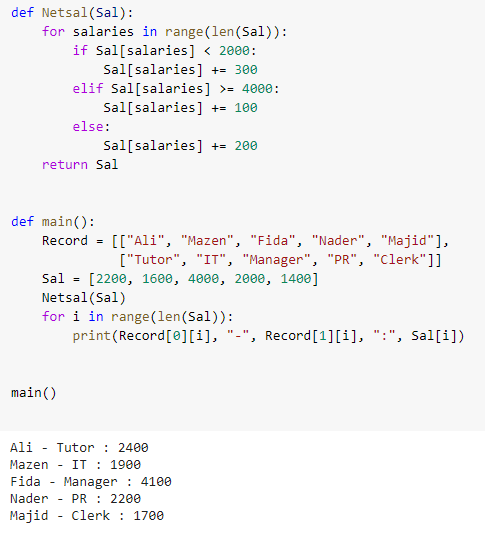 def Netsal(Sal):
    for salaries in range(len(Sal)):
        if Sal[salaries] < 2000:
            Sal[salaries] += 300
        elif Sal[salaries] >= 4000:
            Sal[salaries] += 100
        else:
            Sal[salaries] += 200
    return Sal
def main():
    Record = [["Ali", "Mazen", "Fida", "Nader", "Majid"],
              ["Tutor", "IT", "Manager", "PR", "Clerk"]]
    Sal = [2200, 1600, 4000, 2000, 1400]
    Netsal(Sal)
    for i in range(len(Sal)):
        print(Record[0][i], "-", Record[1][i], ":", Sal[i])
main()
Ali - Tutor : 2400
Mazen - IT : 1900
Fida - Manager : 4100
Nader - PR : 2200
Majid - Clerk : 1700